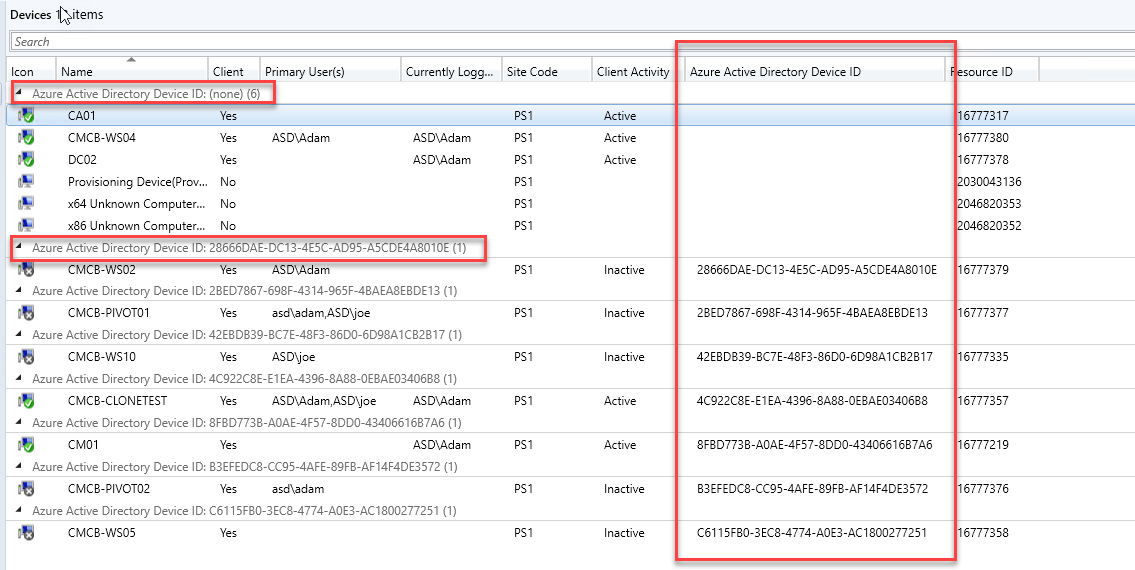 Devices 1 items
Search
Icon Name Client Primary User(s) Currently Logg... Site Code Client Activity Azure Active Directory Device ID Resource ID
Azure Active Directory Device ID: (none) (6)
CA01 Yes PS1 Active 16777317
CMCB-WS04 Yes ASD\Adam ASD\Adam PS1 Active 16777380
DC02 Yes ASD\Adam PS1 Active 16777378
Provisioning Device(Prov... No PS1 2030043136
x64 Unknown Computer... No PS1 2046820353
x86 Unknown Computer... No PS1 2046820352
Azure Active Directory Device ID: 28666DAE-DC13-4E5C-AD95-A5CDE4A8010E (1)
CMCB-WS02 Yes ASD\Adam PS1 Inactive 28666DAE-DC13-4E5C-AD95-A5CDE4A8010E 16777379
Azure Active Directory Device ID: 2BED7867-698F-4314-965F-4BAEA8EBDE13 (1)
CMCB-PIVOT01 Yes asd\adam,ASD\joe PS1 Inactive 2BED7867-698F-4314-965F-4BAEA8EBDE13 16777377
Azure Active Directory Device ID: 42EBDB39-BC7E-48F3-86D0-6D98A1CB2B17 (1)
CMCB-WS10 Yes ASD\joe PS1 Inactive 42EBDB39-BC7E-48F3-86D0-6D98A1CB2B17 16777335
Azure Active Directory Device ID: 4C922C8E-E1EA-4396-8A88-0EBAE03406B8 (1)
CMCB-CLONETEST Yes ASD\Adam,ASD\joe ASD\Adam PS1 Active 4C922C8E-E1EA-4396-8A88-0EBAE03406B8 16777357
Azure Active Directory Device ID: 8FBD773B-A0AE-4F57-8DD0-43406616B7A6 (1)
CM01 Yes ASD\Adam PS1 Active 8FBD773B-A0AE-4F57-8DD0-43406616B7A6 16777219
Azure Active Directory Device ID: B3EFEDC8-CC95-4AFE-89FB-AF14F4DE3572 (1)
CMCB-PIVOT02 Yes asd\adam PS1 Inactive B3EFEDC8-CC95-4AFE-89FB-AF14F4DE3572 16777376
Azure Active Directory Device ID: C6115FB0-3EC8-4774-A0E3-AC1800277251 (1)
CMCB-WS05 Yes PS1 Inactive C6115FB0-3EC8-4774-A0E3-AC1800277251 16777358